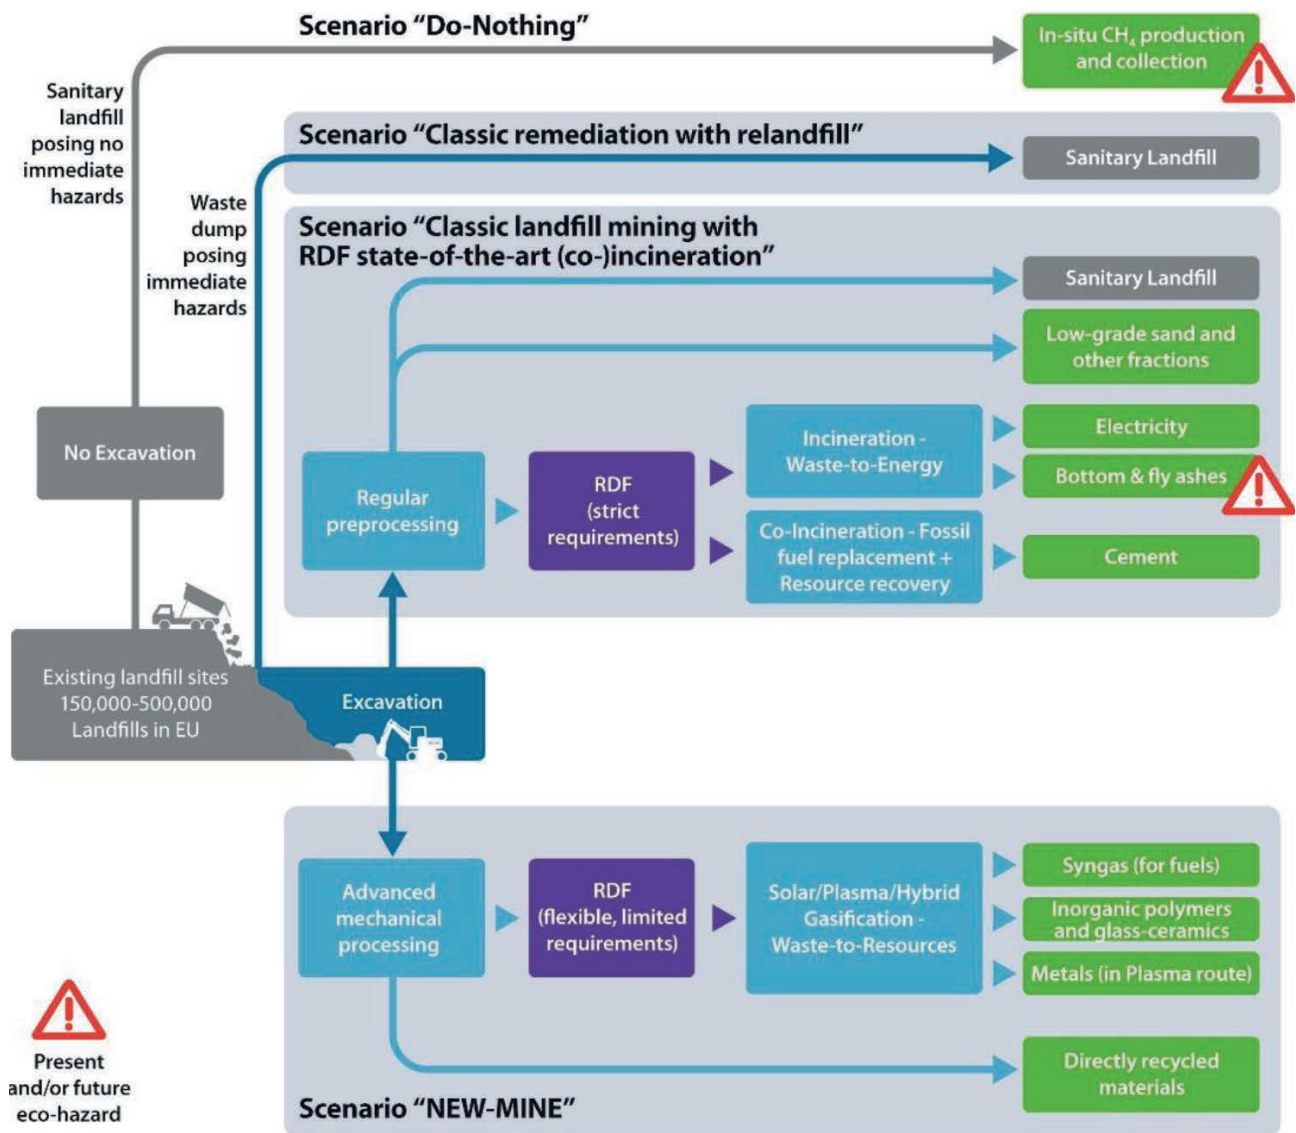 Scenario “Do-Nothing”
In-situ CH₄ production
and collection
Sanitary
landfill
posing no
immediate
hazards
Scenario “Classic remediation with relandfill”
Sanitary Landfill
Waste
dump
posing
immediate
hazards
Scenario “Classic landfill mining with
RDF state-of-the-art (co-)incineration”
Sanitary Landfill
Low-grade sand and
other fractions
No Excavation
Regular
preprocessing
RDF
(strict
requirements)
Incineration -
Waste-to-Energy
Electricity
Bottom & fly ashes
Co-Incineration - Fossil
fuel replacement +
Resource recovery
Cement
Existing landfill sites
150,000-500,000
Landfills in EU
Excavation
Advanced
mechanical
processing
RDF
(flexible, limited
requirements)
Solar/Plasma/Hybrid
Gasification -
Waste-to-Resources
Syngas (for fuels)
Inorganic polymers
and glass-ceramics
Metals (in Plasma route)
Directly recycled
materials
Scenario “NEW-MINE”
Present
and/or future
eco-hazard